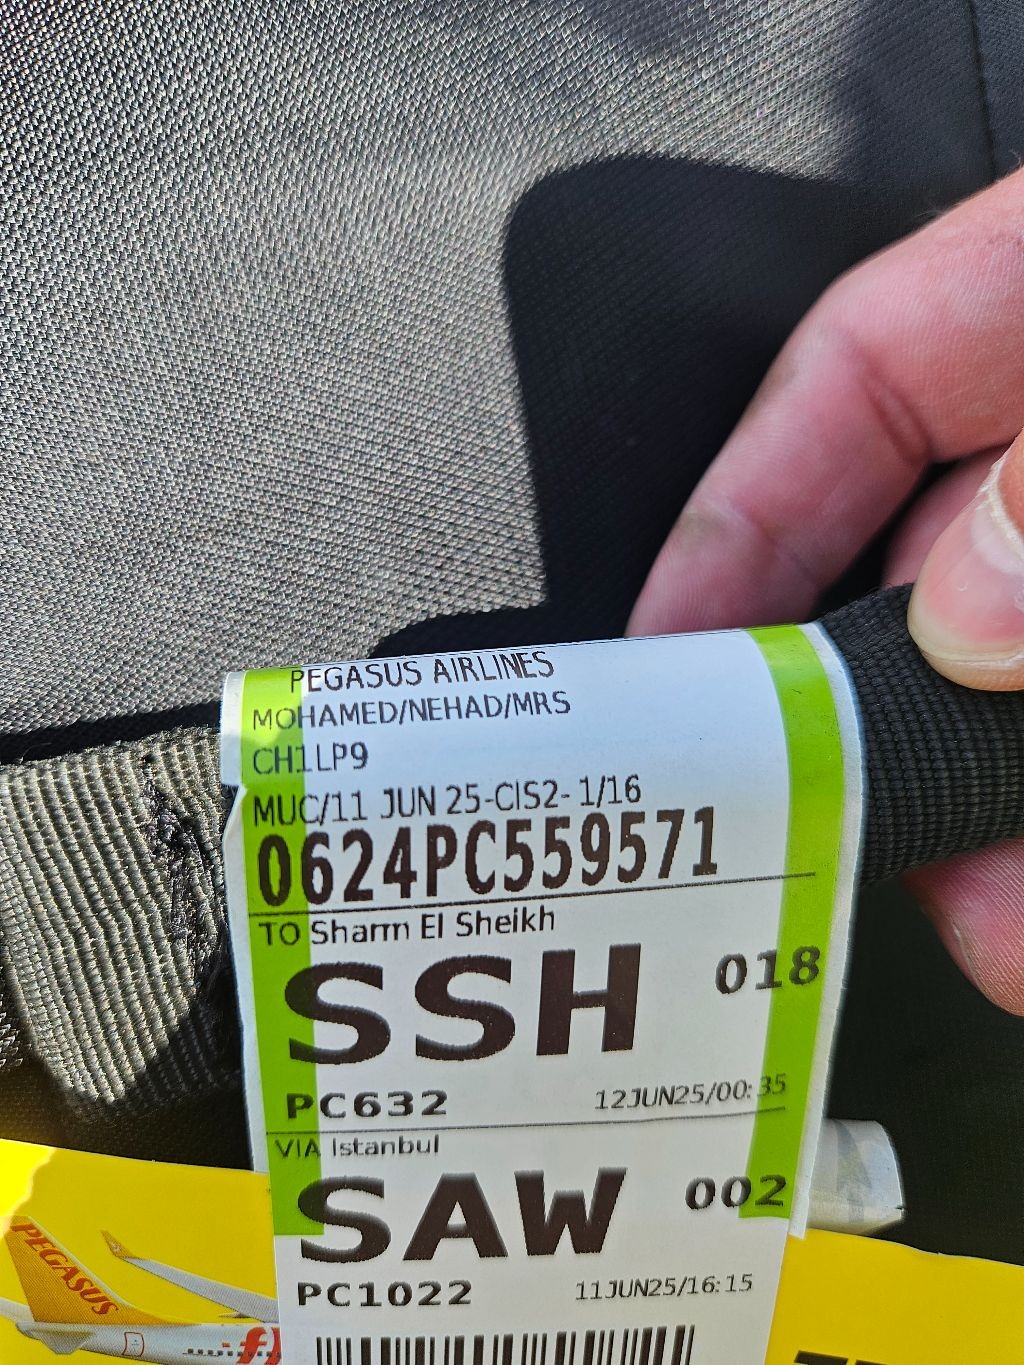 PEGASUS AIRLINES
MOHAMED/NEHAD/MRS
CH1LP9
MUC/11 JUN 25-CIS2- 1/16
0624PC559571
TO Sharm El Sheikh
SSH 018
PC632 12JUN25/00:35
VIA Istanbul
SAW 002
PC1022 11JUN25/16:15
PEGASUS